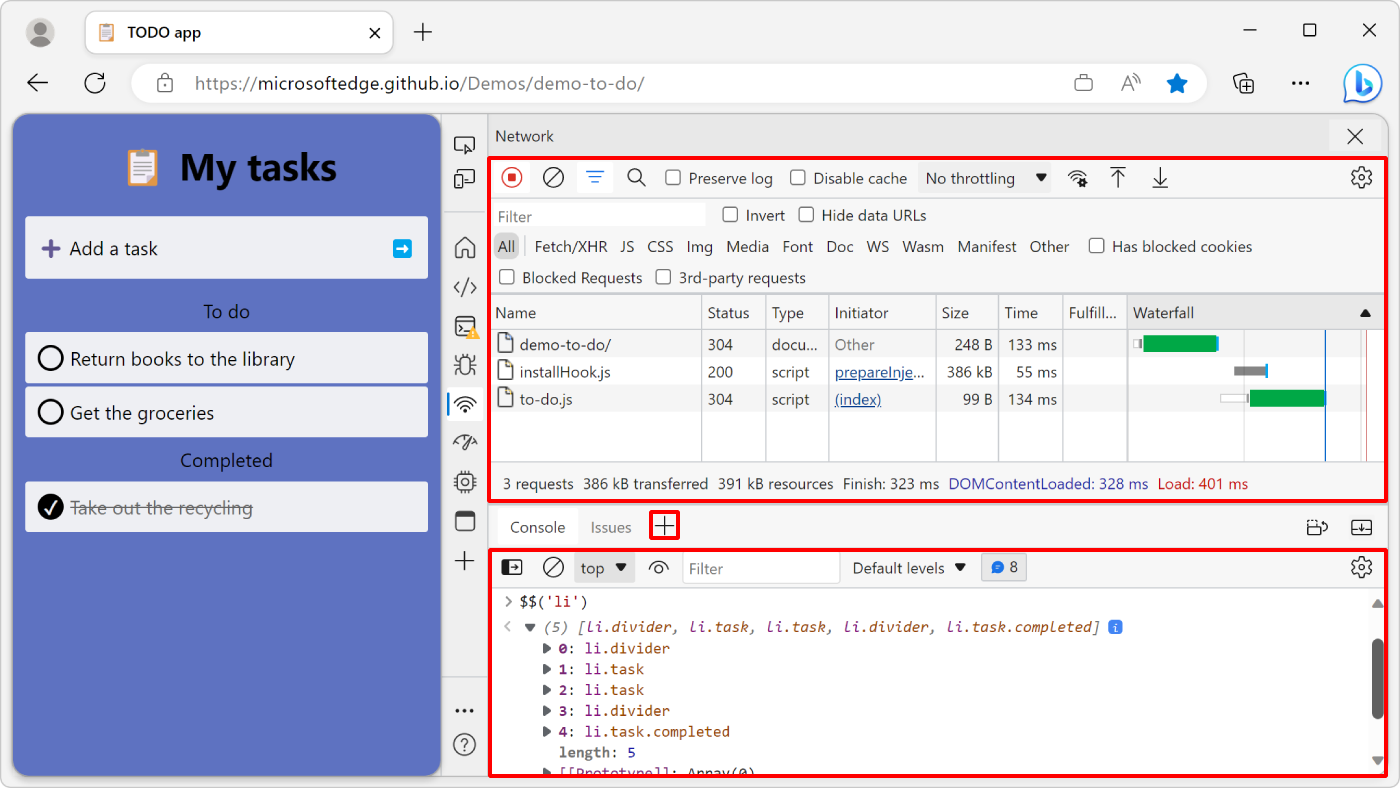 TODO app
https://microsoftedge.github.io/Demos/demo-to-do/
My tasks
Add a task
To do
Return books to the library
Get the groceries
Completed
Take out the recycling
Network
Preserve log Disable cache No throttling
Filter Invert Hide data URLs
All Fetch/XHR JS CSS Img Media Font Doc WS Wasm Manifest Other Has blocked cookies
Blocked Requests 3rd-party requests
Name Status Type Initiator Size Time Fulfill... Waterfall
demo-to-do/ 304 docu... Other 248 B 133 ms
installHook.js 200 script prepareInje... 386 kB 55 ms
to-do.js 304 script (index) 99 B 134 ms
3 requests 386 kB transferred 391 kB resources Finish: 323 ms DOMContentLoaded: 328 ms Load: 401 ms
Console Issues
top Filter Default levels 8
$$('li')
(5) [li.divider, li.task, li.task, li.divider, li.task.completed]
0: li.divider
1: li.task
2: li.task
3: li.divider
4: li.task.completed
length: 5
[[Prototype]]: Array(0)